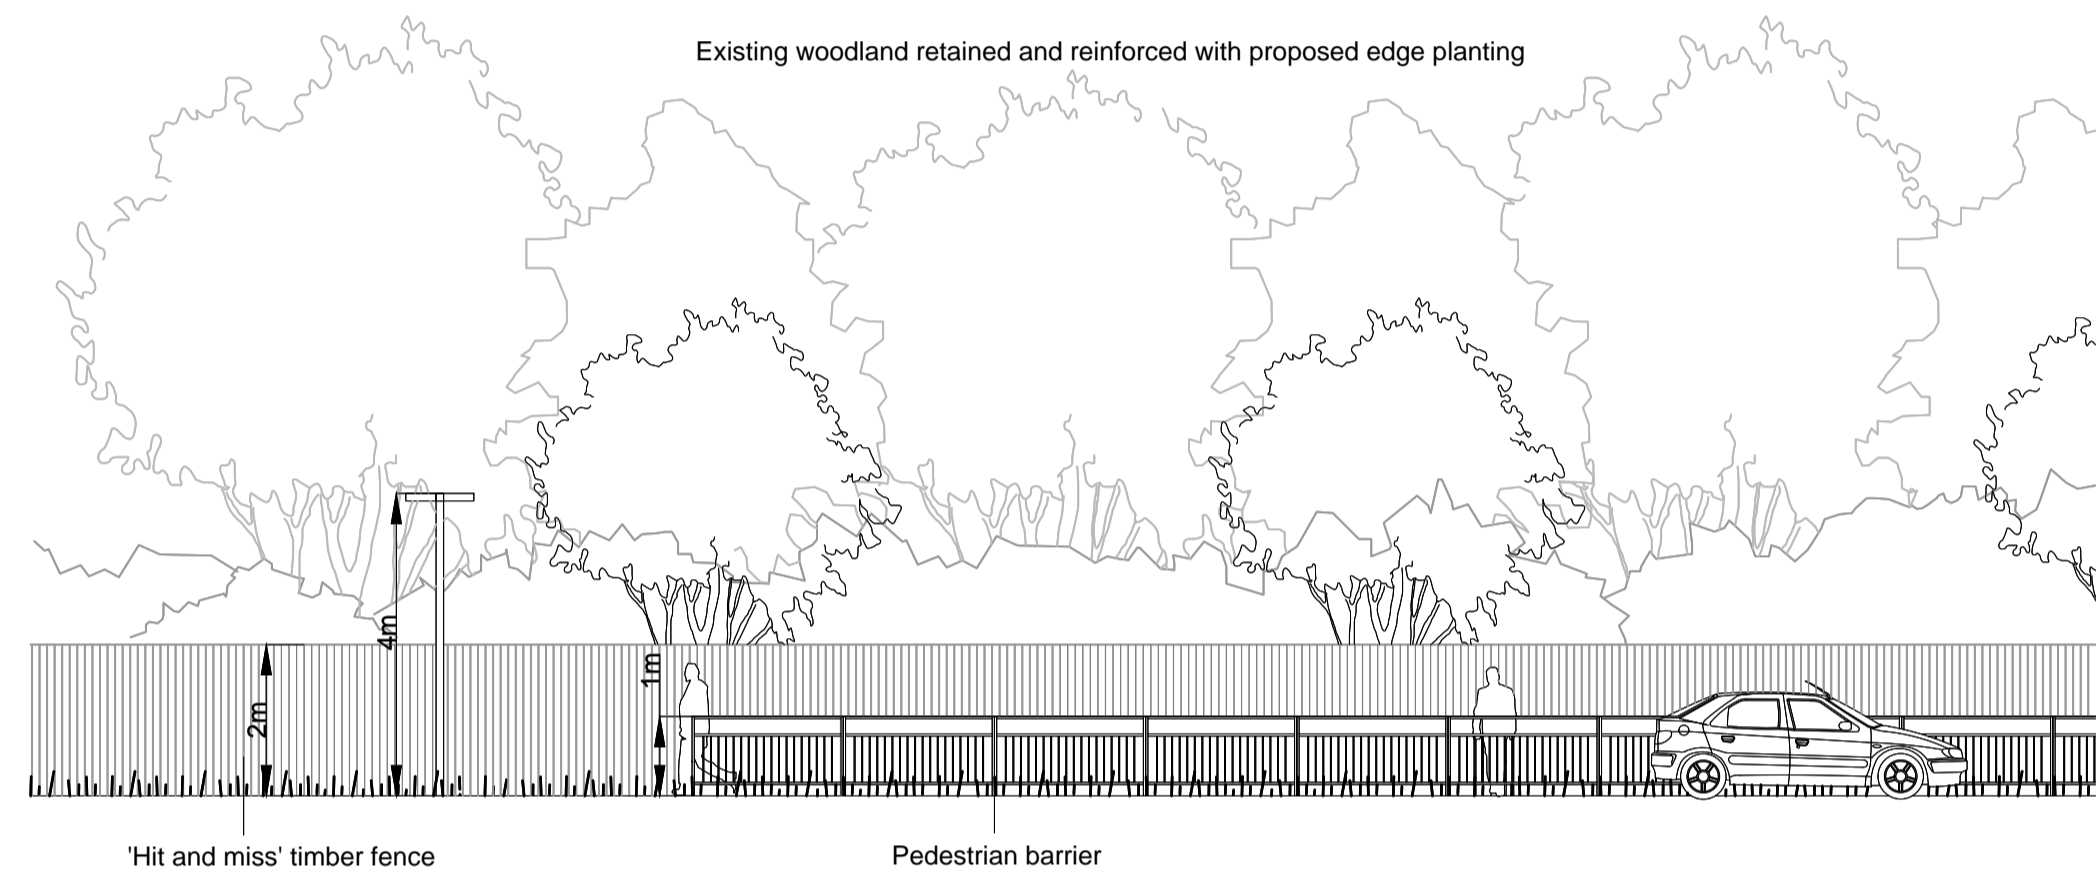 Existing woodland retained and reinforced with proposed edge planting
4m
1m
2m
'Hit and miss' timber fence
Pedestrian barrier